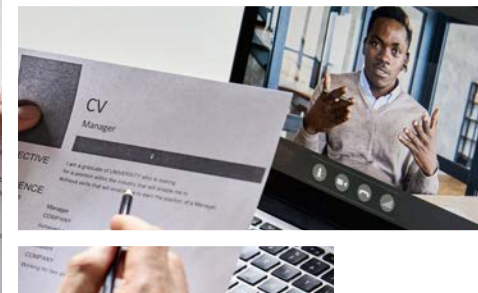 CV
Manager
ECTIVE
I am a graduate of UNIVERSITY who is looking
for a position within the industry that will enable me to
achieve skills that will enable to earn the position of a Manager.
ENCE
Manager
COMPANY
COMPANY